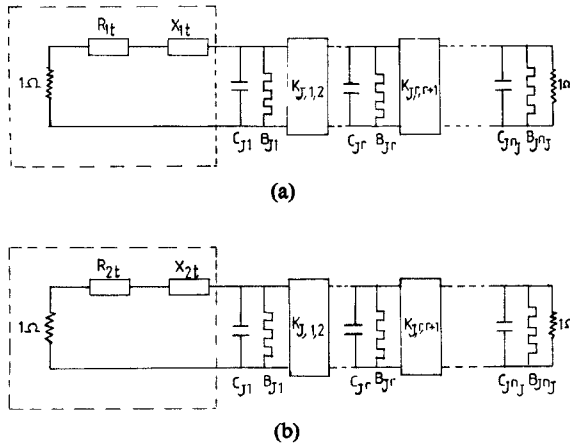 R1t X1t
1Ω KJ,1,2 KJ,r,r+1 1Ω
CJ1 BJ1 CJr BJr CJnJ BJnJ
(a)
R2t X2t
1Ω KJ,1,2 KJ,r,r+1 1Ω
CJ1 BJ1 CJr BJr CJnJ BJnJ
(b)